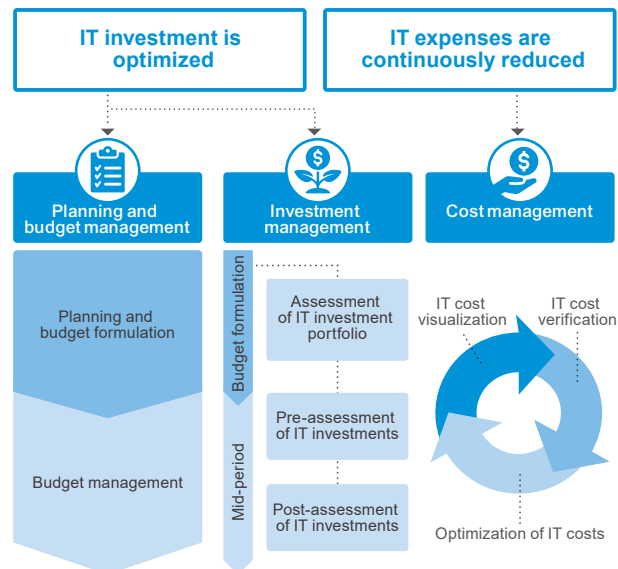 IT investment is
optimized
IT expenses are
continuously reduced
$
$
Planning and
budget management
Investment
management
Cost management
Planning and
budget formulation
Budget management
Budget formulation
Mid-period
Assessment
of IT investment
portfolio
Pre-assessment
of IT investments
Post-assessment
of IT investments
IT cost
visualization
IT cost
verification
Optimization of IT costs